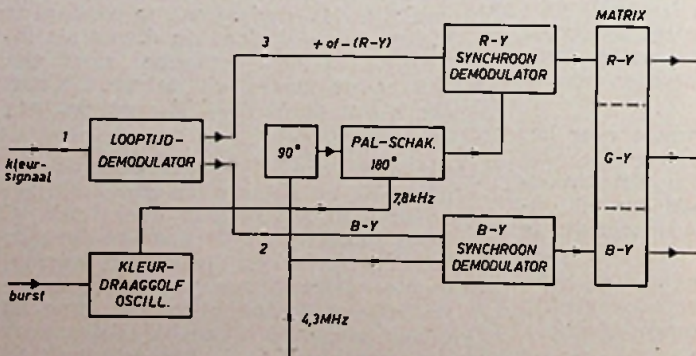 MATRIX
3
+ of - (R-Y)
R-Y
SYNCHROON
DEMODULATOR
R-Y
1
kleur-
signaal
LOOPTIJD-
DEMODULATOR
90°
PAL-SCHAK.
180°
G-Y
7,8kHz
B-Y
2
B-Y
SYNCHROON
DEMODULATOR
B-Y
KLEUR-
DRAAGGOLF
OSCILL.
burst
4,3MHz